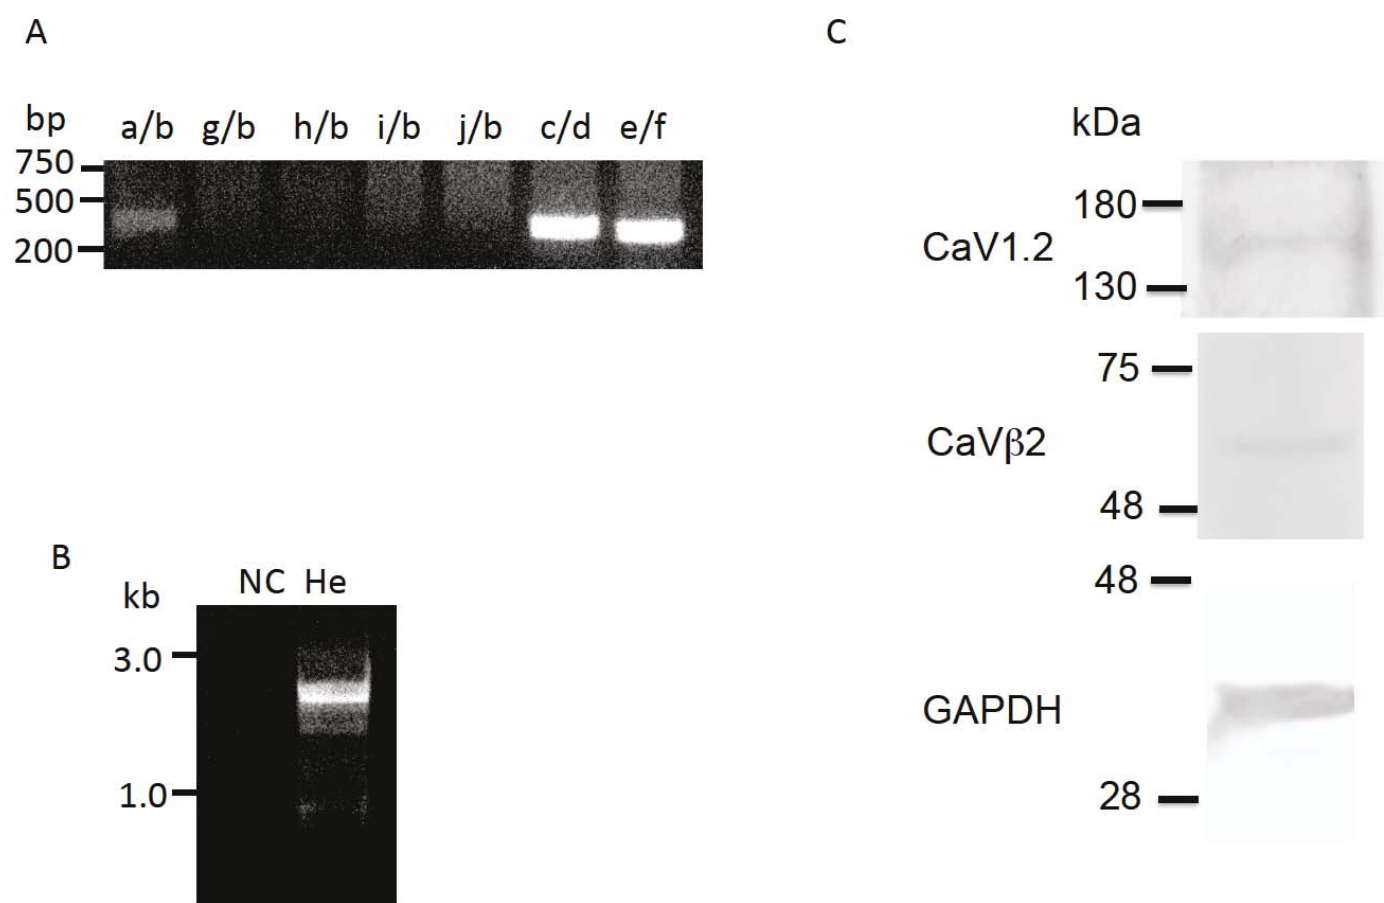 A
bp a/b g/b h/b i/b j/b c/d e/f
750
500
200
B
NC He
kb
3.0
1.0
C
kDa
180
CaV1.2
130
75
CaVβ2
48
48
GAPDH
28